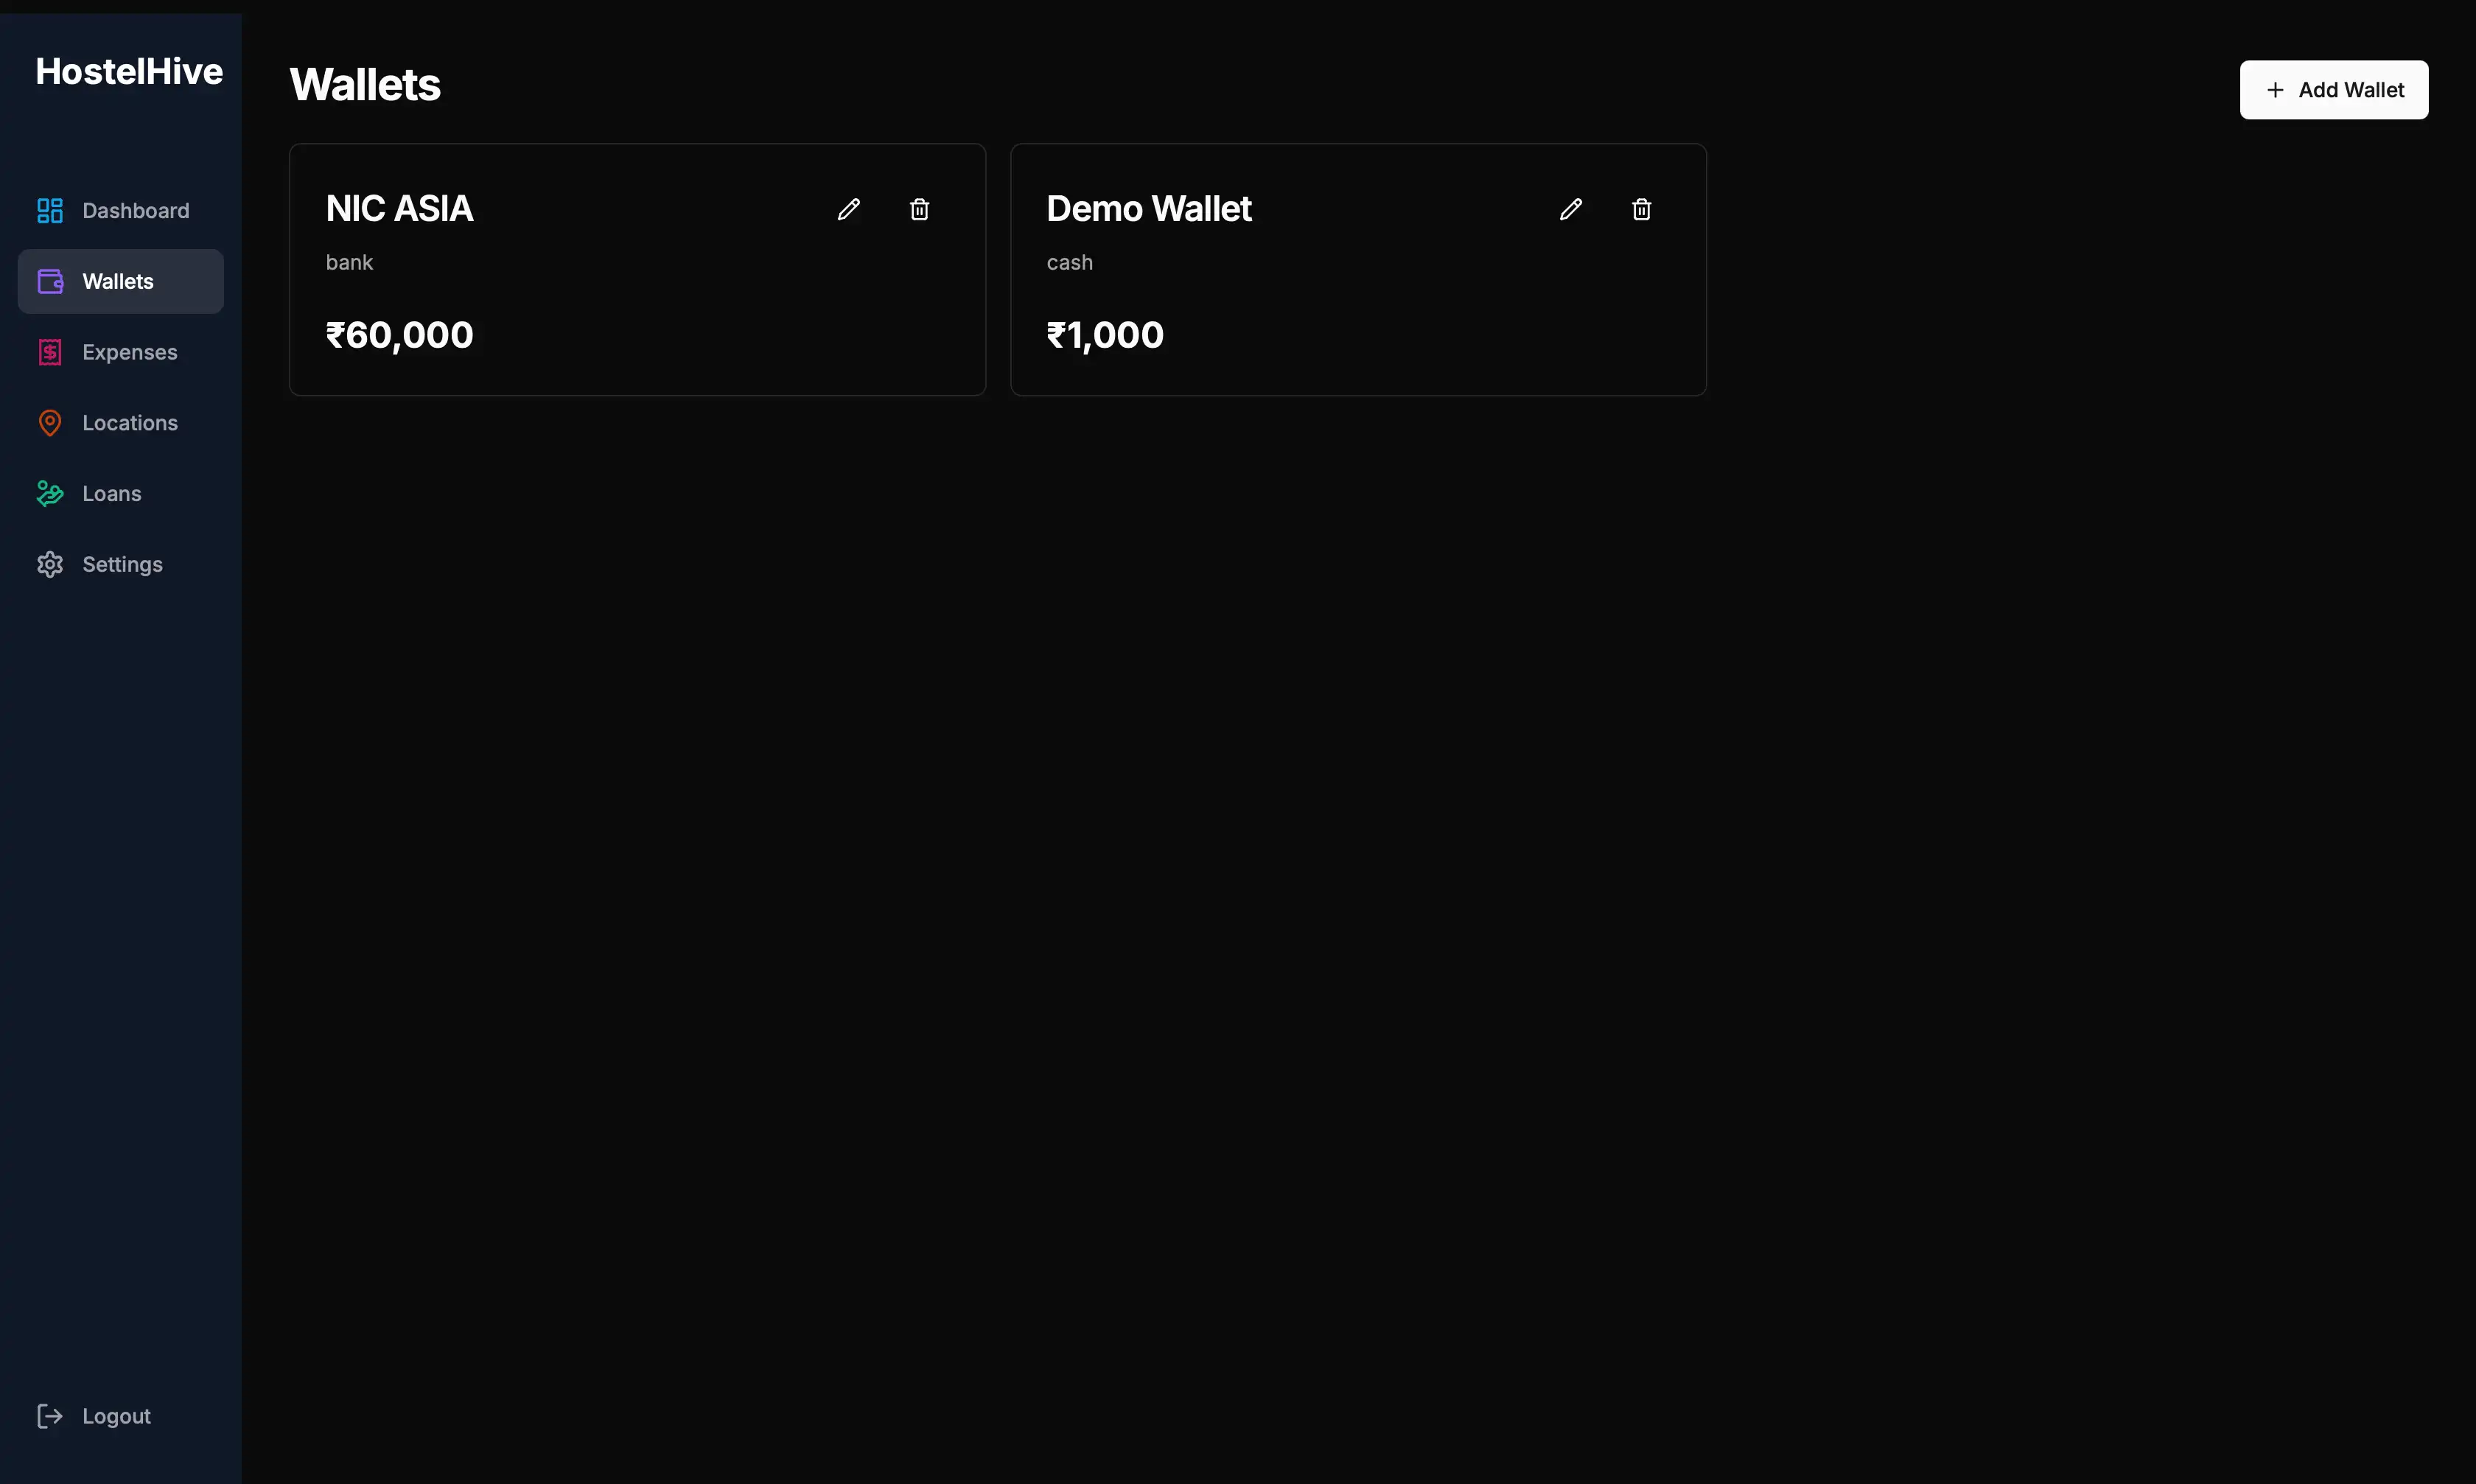 HostelHive
Dashboard
Wallets
Expenses
Locations
Loans
Settings
Logout
Wallets
Add Wallet
NIC ASIA
bank
₹60,000
Demo Wallet
cash
₹1,000